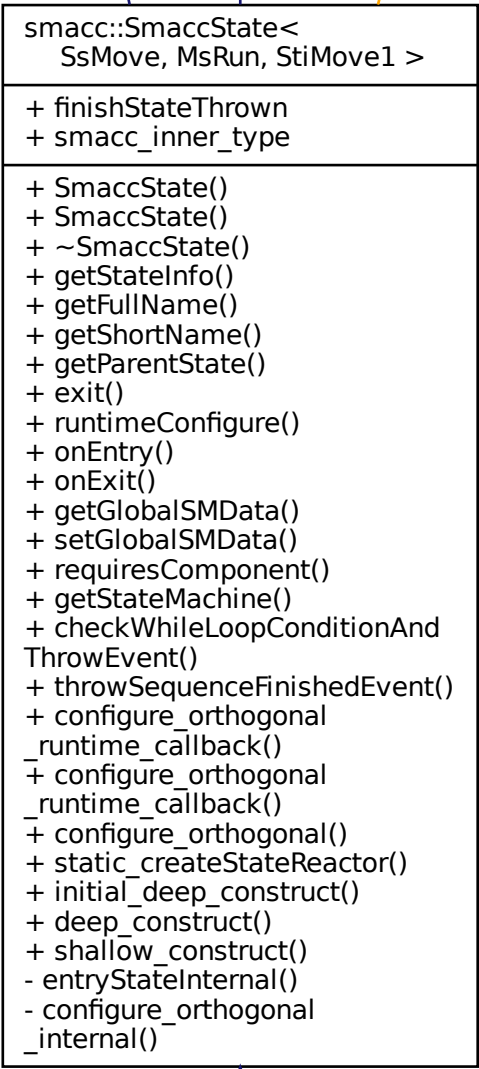 smacc::SmaccState<
SsMove, MsRun, StiMove1 >
+ finishStateThrown
+ smacc_inner_type
+ SmaccState()
+ SmaccState()
+ ~SmaccState()
+ getStateInfo()
+ getFullName()
+ getShortName()
+ getParentState()
+ exit()
+ runtimeConfigure()
+ onEntry()
+ onExit()
+ getGlobalSMData()
+ setGlobalSMData()
+ requiresComponent()
+ getStateMachine()
+ checkWhileLoopConditionAnd
ThrowEvent()
+ throwSequenceFinishedEvent()
+ configure_orthogonal
_runtime_callback()
+ configure_orthogonal
_runtime_callback()
+ configure_orthogonal()
+ static_createStateReactor()
+ initial_deep_construct()
+ deep_construct()
+ shallow_construct()
- entryStateInternal()
- configure_orthogonal
_internal()